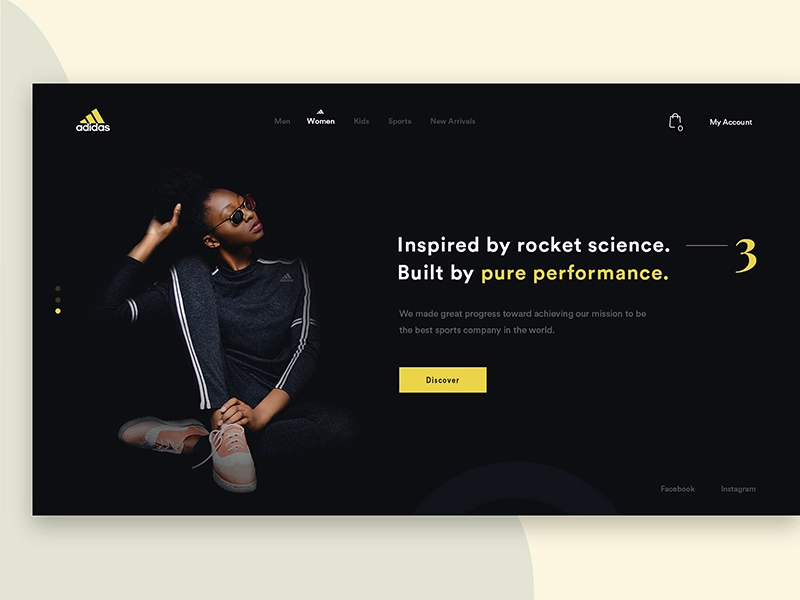 adidas
Men
Women
Kids
Sports
New Arrivals
0
My Account
Inspired by rocket science.
Built by pure performance.
3
We made great progress toward achieving our mission to be
the best sports company in the world.
Discover
Facebook
Instagram